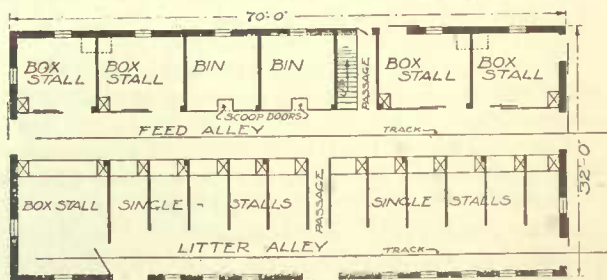 70'-0"
BOX STALL
BOX STALL
BIN
BIN
PASSAGE
BOX STALL
BOX STALL
SCOOP DOORS
FEED ALLEY
TRACK
32'-0"
BOX STALL
SINGLE - STALLS
PASSAGE
SINGLE STALLS
LITTER ALLEY
TRACK